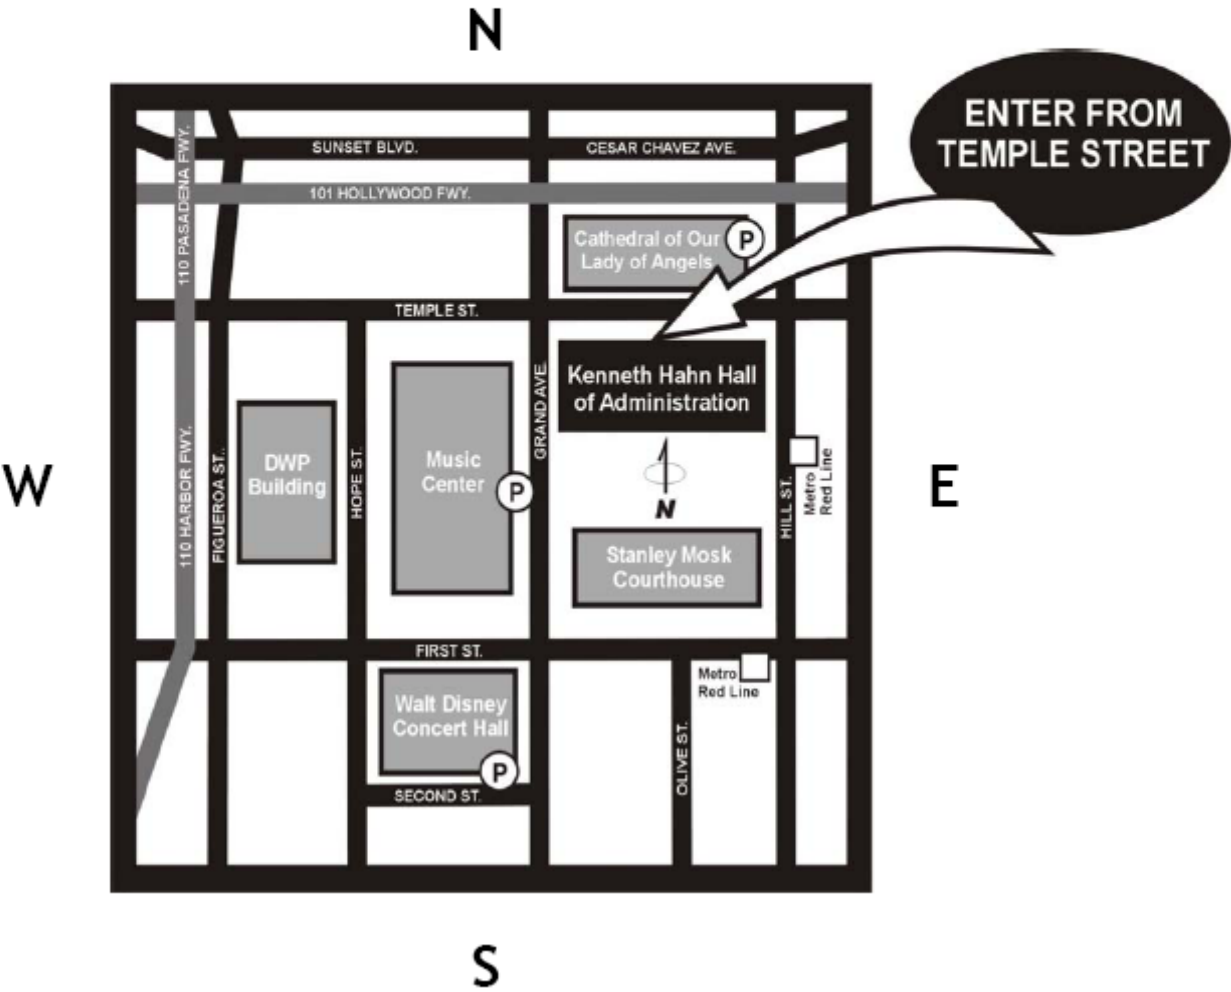 N
ENTER FROM
TEMPLE STREET
SUNSET BLVD.
CESAR CHAVEZ AVE.
110 PASADENA FWY.
101 HOLLYWOOD FWY.
Cathedral of Our
Lady of Angels
P
TEMPLE ST.
Kenneth Hahn Hall
of Administration
GRAND AVE.
W
110 HARBOR FWY.
FIGUEROA ST.
DWP
Building
HOPE ST.
Music
Center
P
N
HILL ST.
Metro
Red Line
E
Stanley Mosk
Courthouse
FIRST ST.
Metro
Red Line
Walt Disney
Concert Hall
P
OLIVE ST.
SECOND ST.
S